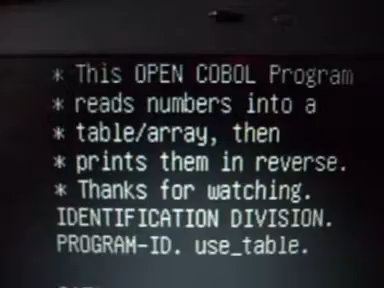 * This OPEN COBOL Program
* reads numbers into a
* table/array, then
* prints them in reverse.
* Thanks for watching.
IDENTIFICATION DIVISION.
PROGRAM-ID. use_table.